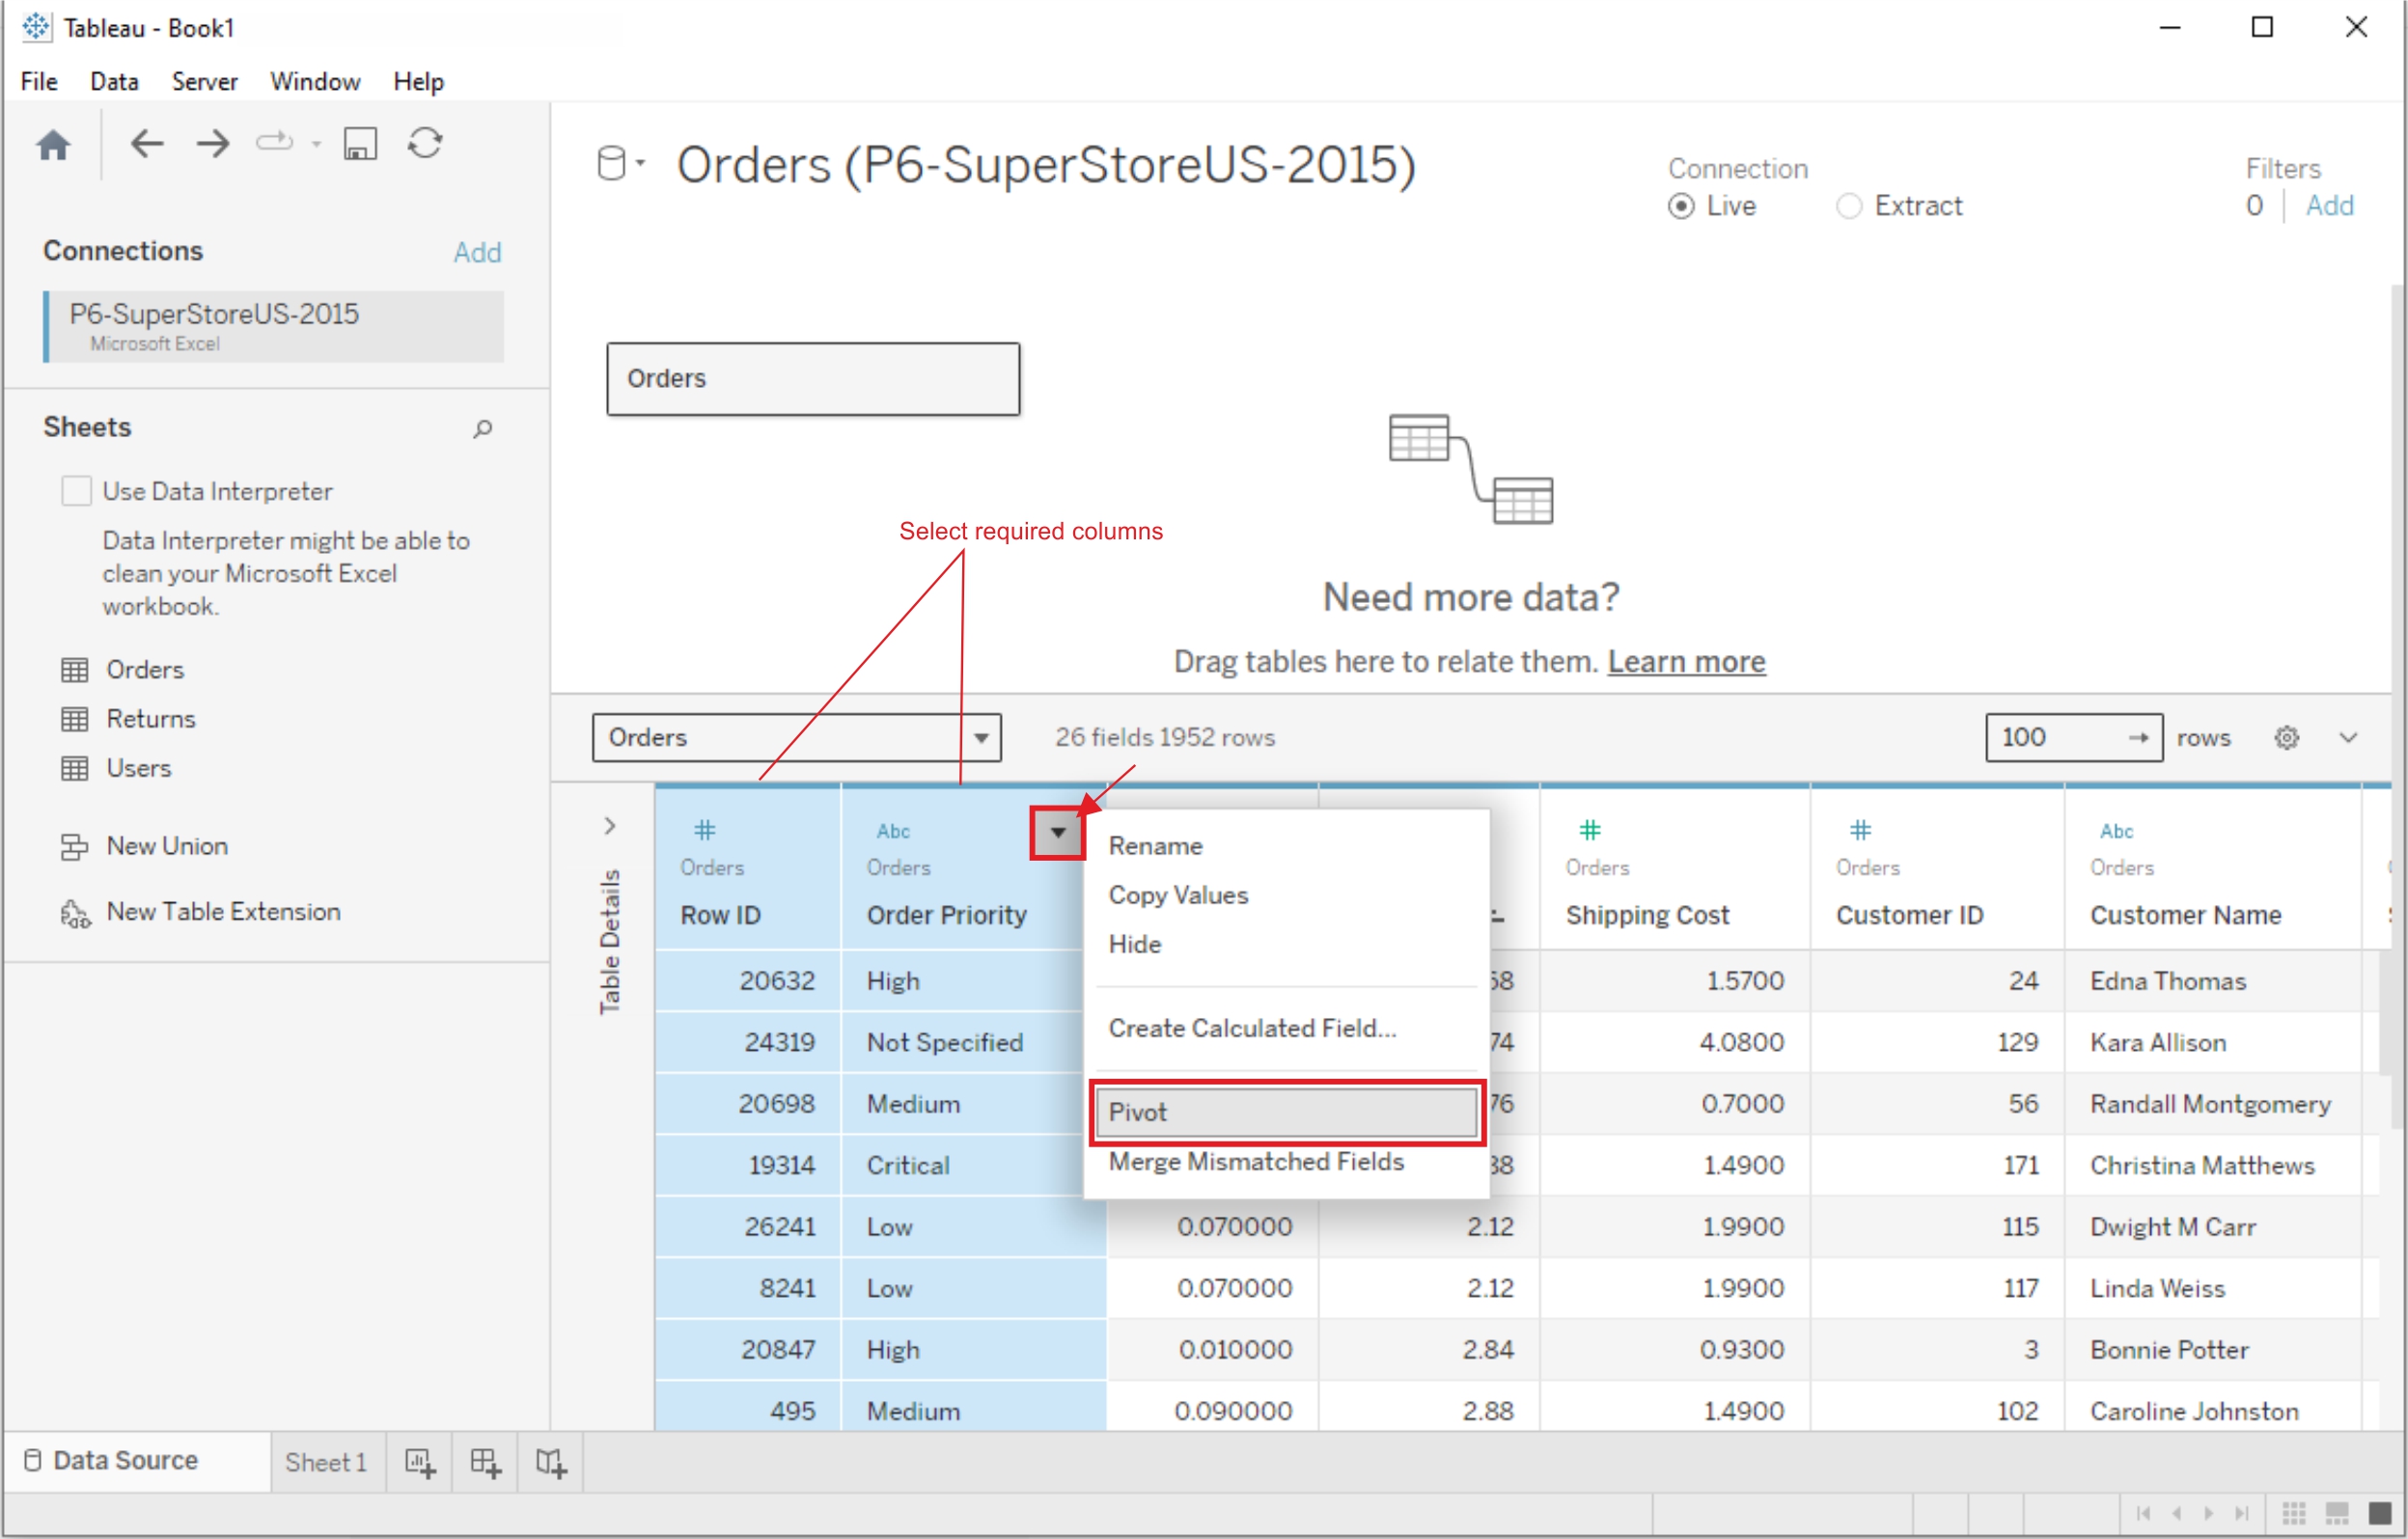 Tableau - Book1
File Data Server Window Help
Orders (P6-SuperStoreUS-2015)
Connection
Live Extract
Filters
0 Add
Connections Add
P6-SuperStoreUS-2015
Microsoft Excel
Sheets
Use Data Interpreter
Data Interpreter might be able to
clean your Microsoft Excel
workbook.
Orders
Returns
Users
New Union
New Table Extension
Orders
Select required columns
Need more data?
Drag tables here to relate them. Learn more
Orders 26 fields 1952 rows 100 rows
Table Details
# Abc # # Abc
Orders Orders Orders Orders Orders
Row ID Order Priority Shipping Cost Customer ID Customer Name
20632 High 1.5700 24 Edna Thomas
24319 Not Specified 74 4.0800 129 Kara Allison
20698 Medium 76 0.7000 56 Randall Montgomery
19314 Critical 1.4900 171 Christina Matthews
26241 Low 0.070000 2.12 1.9900 115 Dwight M Carr
8241 Low 0.070000 2.12 1.9900 117 Linda Weiss
20847 High 0.010000 2.84 0.9300 3 Bonnie Potter
495 Medium 0.090000 2.88 1.4900 102 Caroline Johnston
Rename
Copy Values
Hide
Create Calculated Field...
Pivot
Merge Mismatched Fields
Data Source Sheet 1